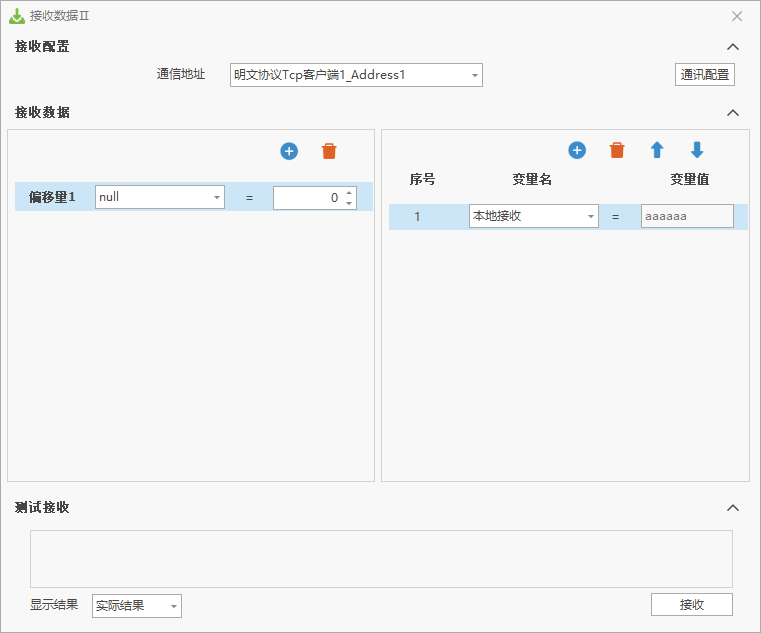 接收数据II
接收配置
通信地址 明文协议Tcp客户端1_Address1 通讯配置
接收数据
序号 变量名 变量值
偏移量1 null = 0
1 本地接收 = aaaaaa
测试接收
显示结果 实际结果 接收